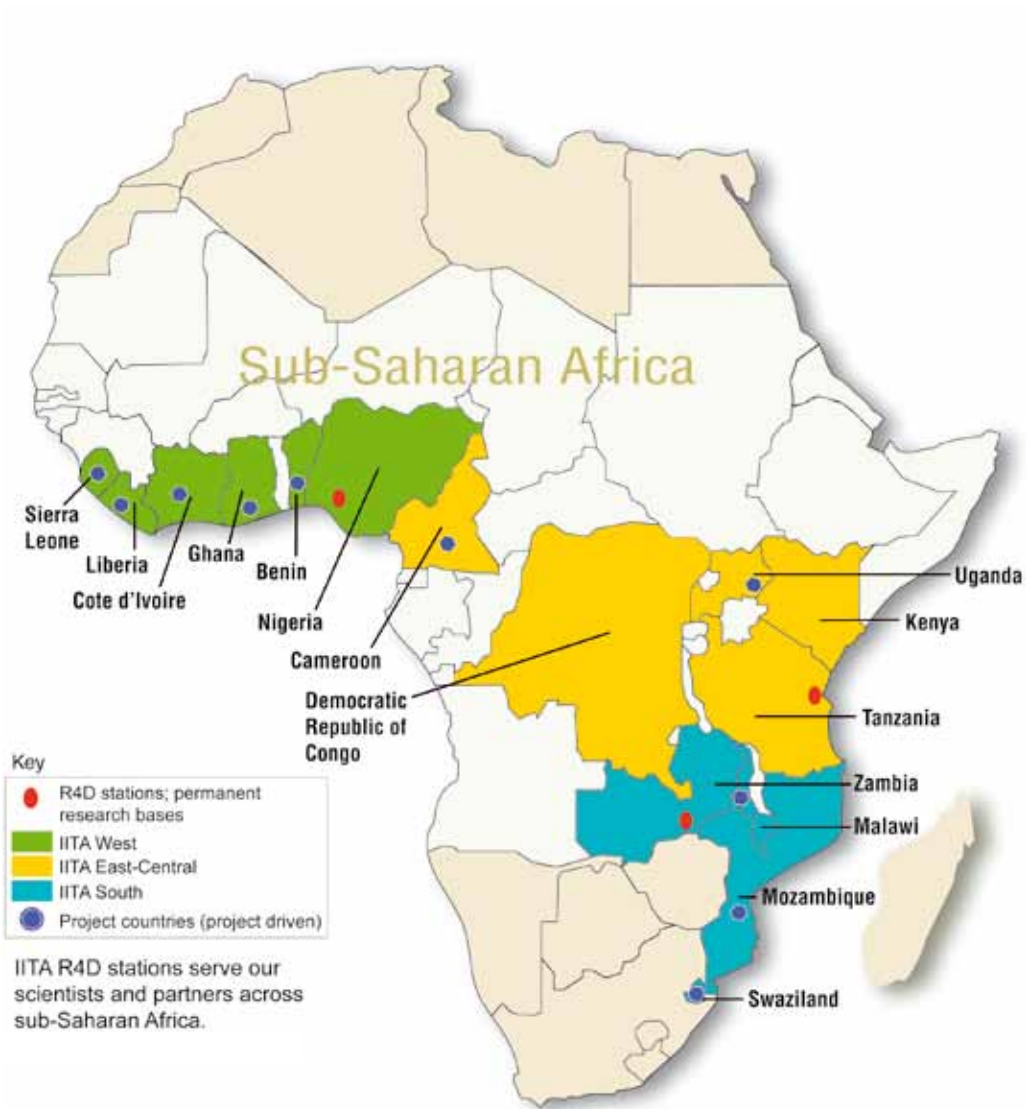 Sub-Saharan Africa
Sierra
Leone
Liberia
Cote d'Ivoire
Ghana
Benin
Nigeria
Cameroon
Democratic
Republic of
Congo
Uganda
Kenya
Tanzania
Zambia
Malawi
Mozambique
Swaziland
Key
R4D stations; permanent
research bases
IITA West
IITA East-Central
IITA South
Project countries (project driven)
IITA R4D stations serve our
scientists and partners across
sub-Saharan Africa.